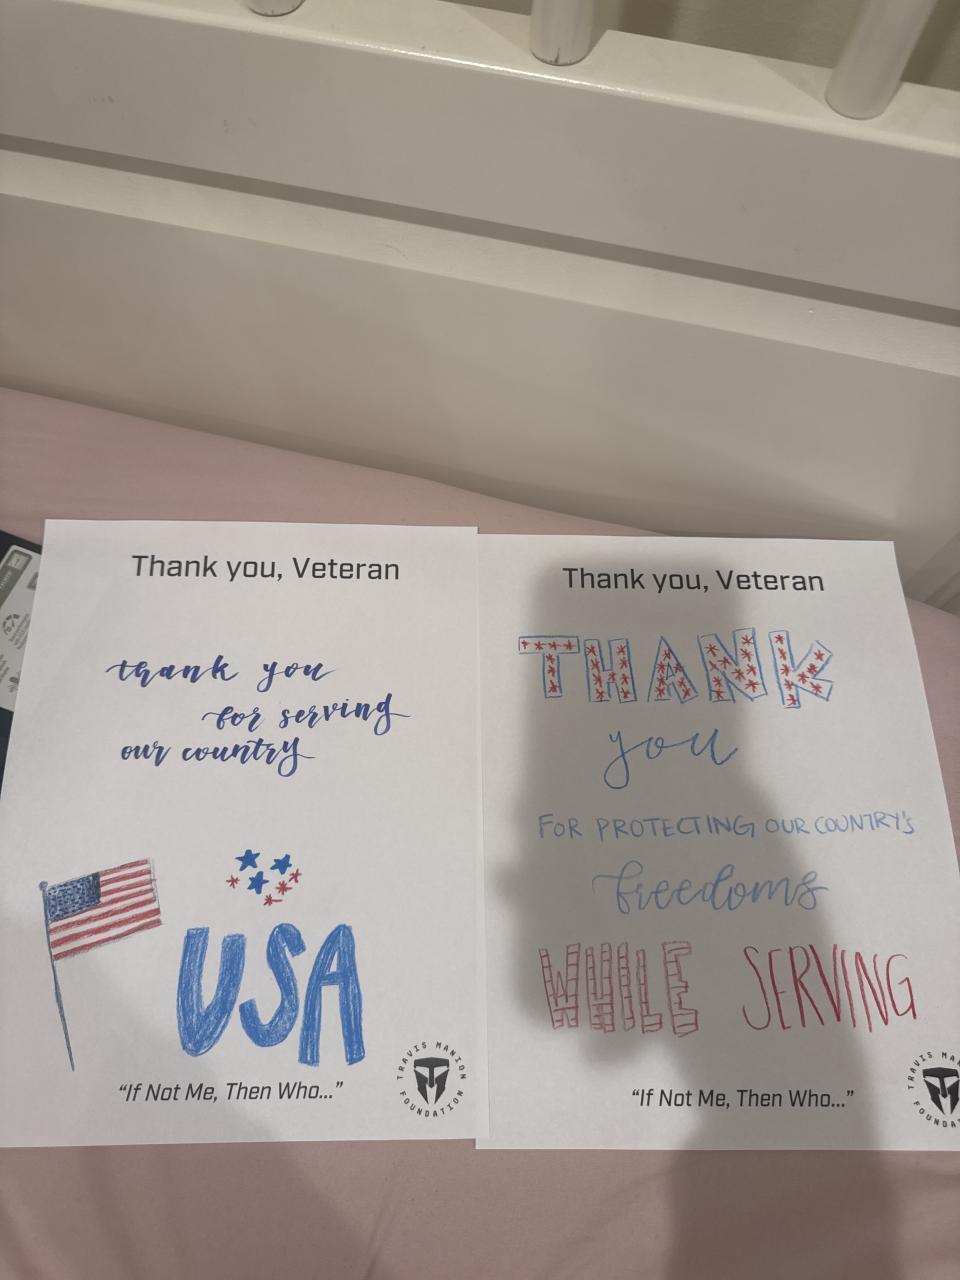 Thank you, Veteran
thank you
for serving
our country
USA
"If Not Me, Then Who..."
TRAVIS MANION
FOUNDATION
Thank you, Veteran
THANK
you
FOR PROTECTING OUR COUNTRY'S
freedoms
WHILE SERVING
"If Not Me, Then Who..."
TRAVIS